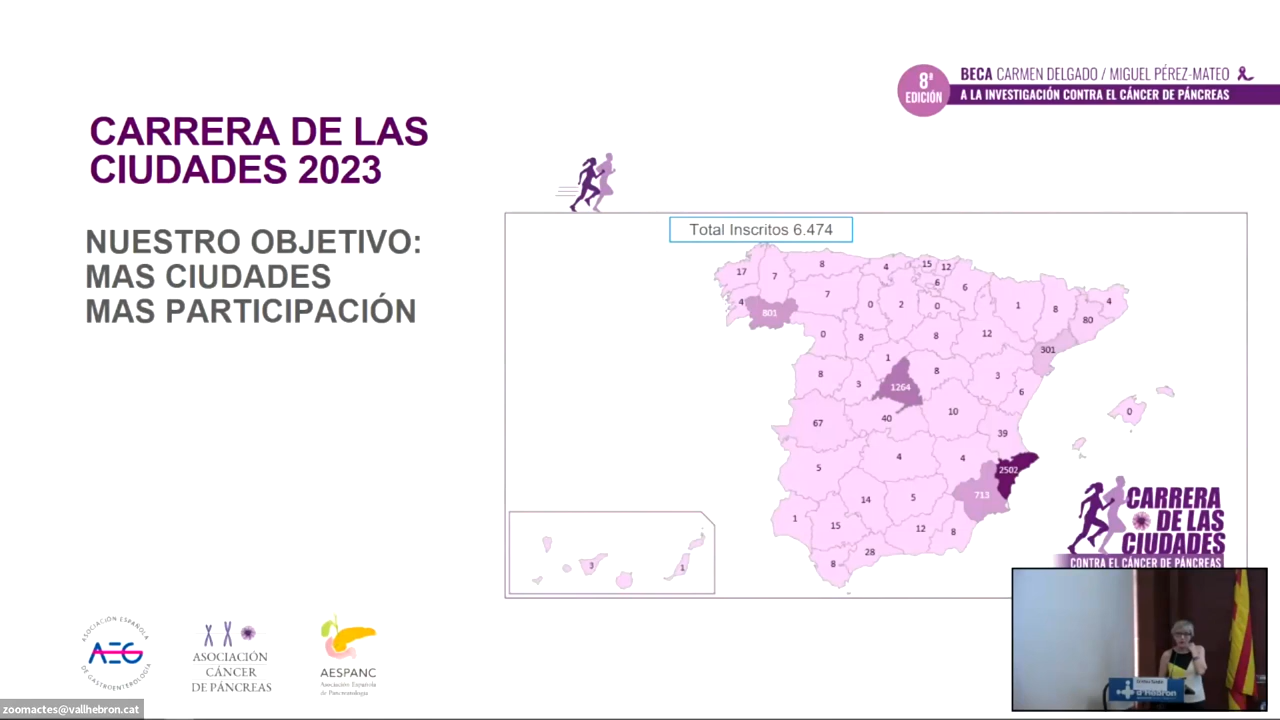 8ª
EDICIÓN
BECA CARMEN DELGADO / MIGUEL PÉREZ-MATEO
A LA INVESTIGACIÓN CONTRA EL CÁNCER DE PÁNCREAS
CARRERA DE LAS
CIUDADES 2023
NUESTRO OBJETIVO:
MAS CIUDADES
MAS PARTICIPACIÓN
Total Inscritos 6.474
17
7
8
4
15
12
6
6
4
801
7
0
2
0
1
8
4
80
0
8
8
12
301
1
8
3
1264
8
3
6
67
40
10
39
0
5
4
4
2502
713
14
5
1
15
12
8
28
8
3
1
CARRERA
DE LAS
CIUDADES
CONTRA EL CÁNCER DE PÁNCREAS
ASOCIACIÓN ESPAÑOLA
AEG
DE GASTROENTEROLOGÍA
ASOCIACIÓN
CÁNCER
DE PÁNCREAS
AESPANC
Asociación Española
de Pancreatología
zoomactes@vallhebron.cat